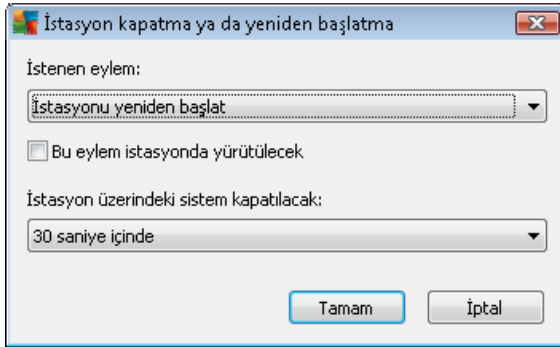 İstasyon kapatma ya da yeniden başlatma
İstenen eylem:
İstasyonu yeniden başlat
Bu eylem istasyonda yürütülecek
İstasyon üzerindeki sistem kapatılacak:
30 saniye içinde
Tamam
İptal